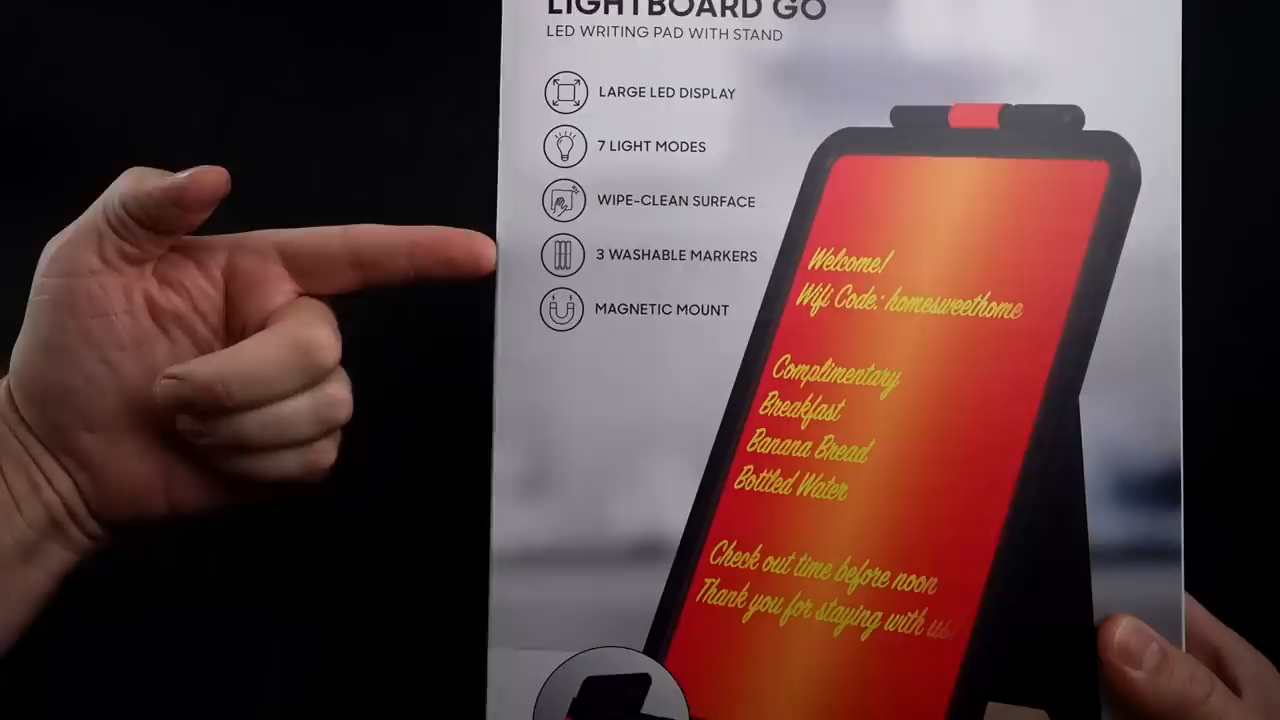 LIGHTBOARD GO
LED WRITING PAD WITH STAND
LARGE LED DISPLAY
7 LIGHT MODES
WIPE-CLEAN SURFACE
3 WASHABLE MARKERS
MAGNETIC MOUNT
Welcome!
Wifi Code: homesweethome
Complimentary
Breakfast
Banana Bread
Bottled Water
Check out time before noon
Thank you for staying with us